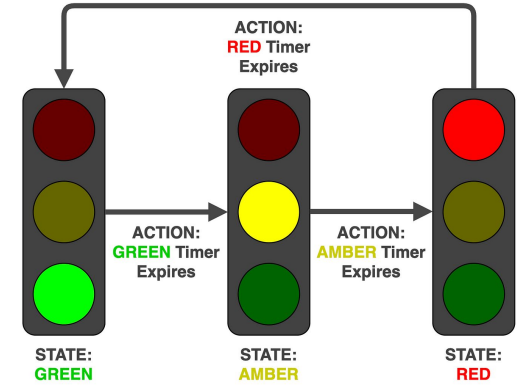 ACTION:
RED Timer
Expires
ACTION:
GREEN Timer
Expires
ACTION:
AMBER Timer
Expires
STATE:
GREEN
STATE:
AMBER
STATE:
RED